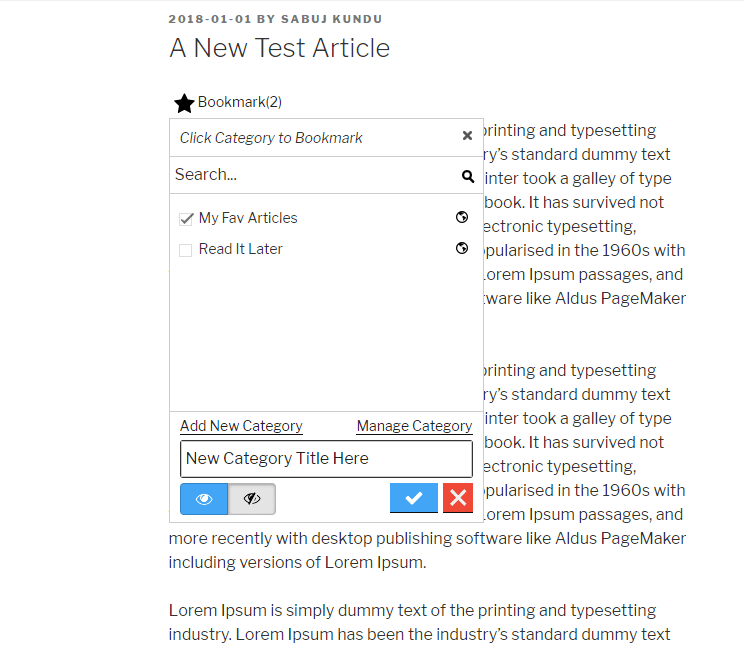 2018-01-01 BY SABUJ KUNDU
A New Test Article
Bookmark(2)
Click Category to Bookmark
Search...
My Fav Articles
Read It Later
Add New Category Manage Category
New Category Title Here
printing and typesetting
ry's standard dummy text
inter took a galley of type
book. It has survived not
ectronic typesetting,
opularised in the 1960s with
Lorem Ipsum passages, and
tware like Aldus PageMaker
printing and typesetting
ry's standard dummy text
inter took a galley of type
book. It has survived not
ectronic typesetting,
opularised in the 1960s with
Lorem Ipsum passages, and
more recently with desktop publishing software like Aldus PageMaker
including versions of Lorem Ipsum.
Lorem Ipsum is simply dummy text of the printing and typesetting
industry. Lorem Ipsum has been the industry's standard dummy text